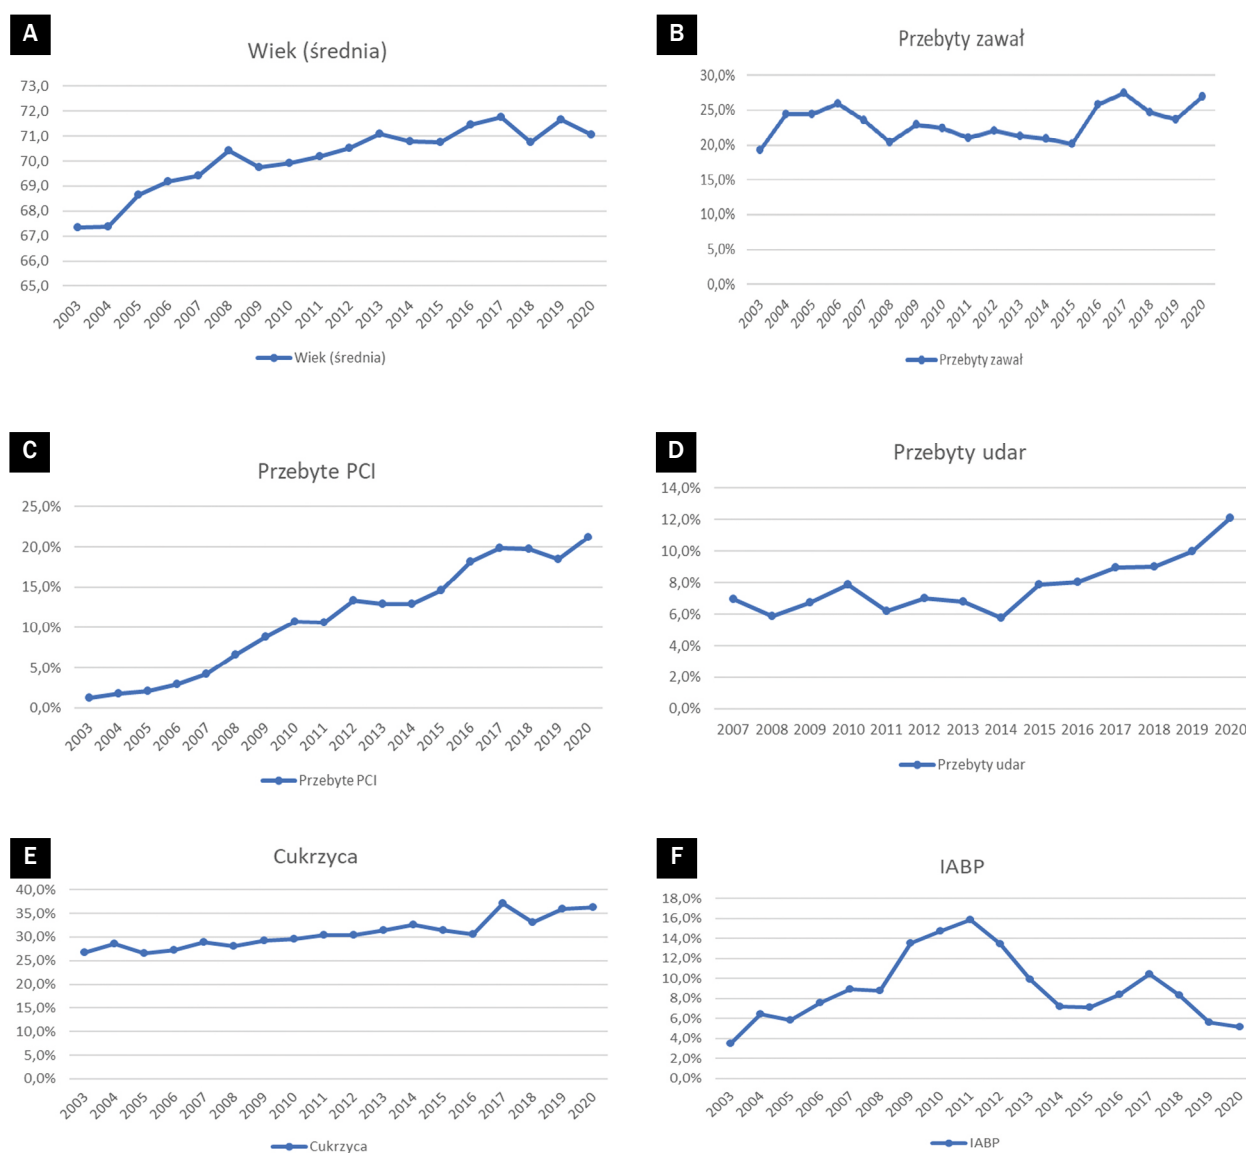 A
Wiek (średnia)
73,0
72,0
71,0
70,0
69,0
68,0
67,0
66,0
65,0
2003 2004 2005 2006 2007 2008 2009 2010 2011 2012 2013 2014 2015 2016 2017 2018 2019 2020
Wiek (średnia)
B
Przebyty zawał
30,0%
25,0%
20,0%
15,0%
10,0%
5,0%
0,0%
2003 2004 2005 2006 2007 2008 2009 2010 2011 2012 2013 2014 2015 2016 2017 2018 2019 2020
Przebyty zawał
C
Przebyte PCI
25,0%
20,0%
15,0%
10,0%
5,0%
0,0%
2003 2004 2005 2006 2007 2008 2009 2010 2011 2012 2013 2014 2015 2016 2017 2018 2019 2020
Przebyte PCI
D
Przebyty udar
14,0%
12,0%
10,0%
8,0%
6,0%
4,0%
2,0%
0,0%
2007 2008 2009 2010 2011 2012 2013 2014 2015 2016 2017 2018 2019 2020
Przebyty udar
E
Cukrzyca
40,0%
35,0%
30,0%
25,0%
20,0%
15,0%
10,0%
5,0%
0,0%
2003 2004 2005 2006 2007 2008 2009 2010 2011 2012 2013 2014 2015 2016 2017 2018 2019 2020
Cukrzyca
F
IABP
18,0%
16,0%
14,0%
12,0%
10,0%
8,0%
6,0%
4,0%
2,0%
0,0%
2003 2004 2005 2006 2007 2008 2009 2010 2011 2012 2013 2014 2015 2016 2017 2018 2019 2020
IABP